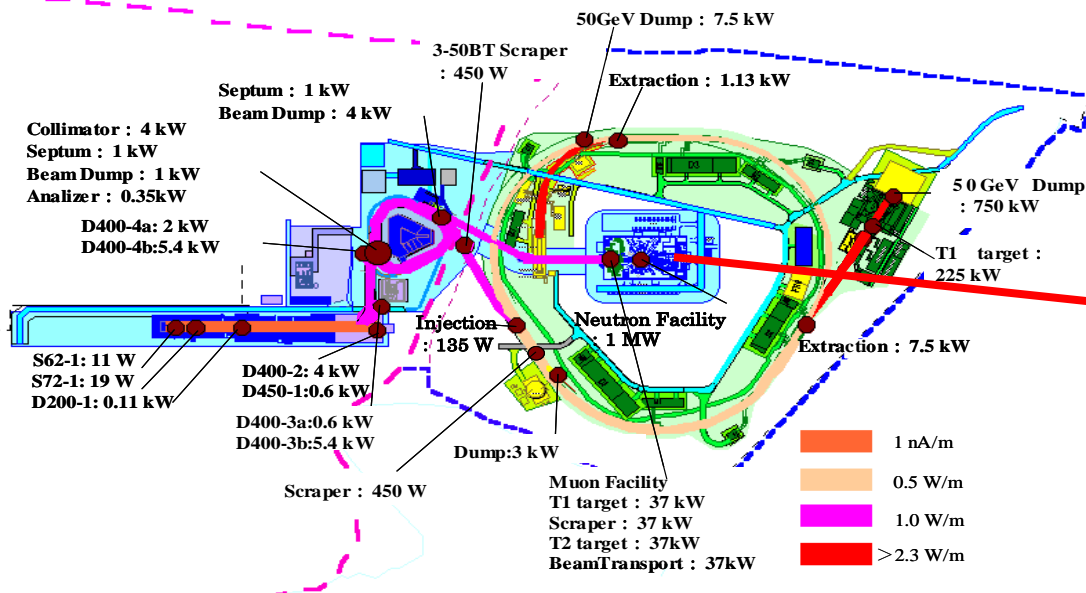 50GeV Dump : 7.5 kW
3-50BT Scraper
: 450 W
Extraction : 1.13 kW
Septum : 1 kW
Beam Dump : 4 kW
Collimator : 4 kW
Septum : 1 kW
Beam Dump : 1 kW
Analizer : 0.35kW
D400-4a: 2 kW
D400-4b:5.4 kW
50GeV Dump
: 750 kW
T1 target :
225 kW
Injection
: 135 W
Neutron Facility
: 1 MW
Extraction : 7.5 kW
S62-1: 11 W
S72-1: 19 W
D200-1: 0.11 kW
D400-2: 4 kW
D450-1:0.6 kW
D400-3a:0.6 kW
D400-3b:5.4 kW
Dump:3 kW
Scraper : 450 W
Muon Facility
T1 target : 37 kW
Scraper : 37 kW
T2 target : 37kW
BeamTransport : 37kW
1 nA/m
0.5 W/m
1.0 W/m
>2.3 W/m